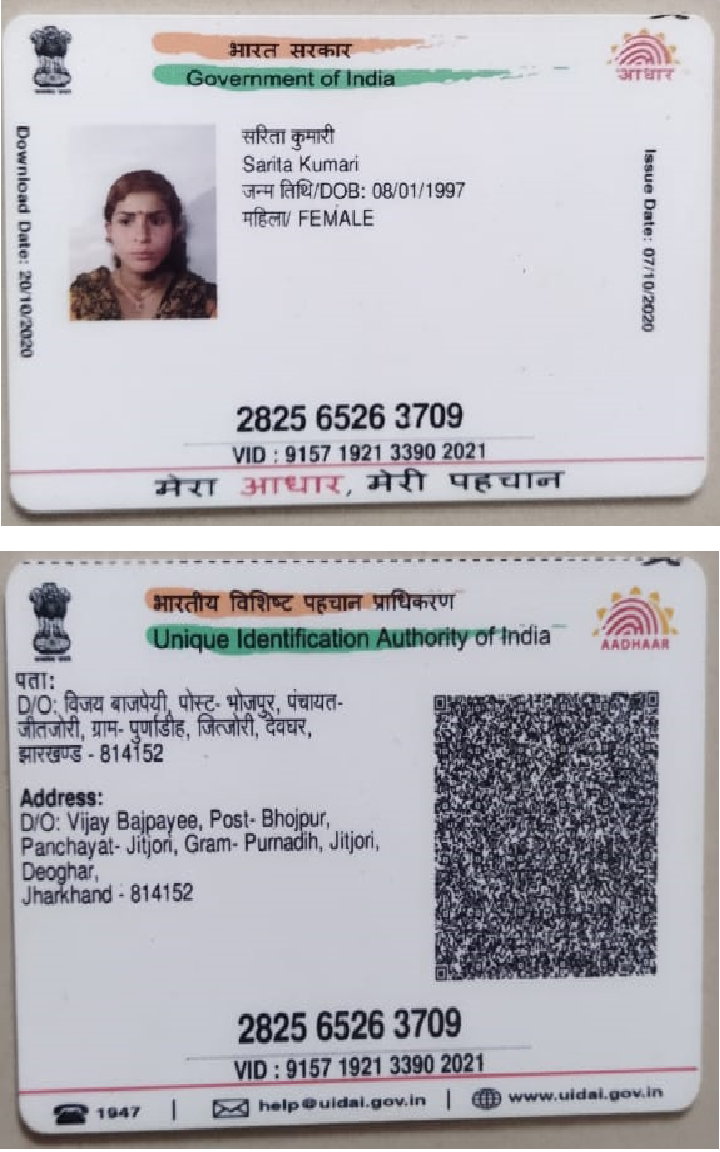 भारत सरकार
Government of India
आधार
Download Date: 20/10/2020
सरिता कुमारी
Sarita Kumari
जन्म तिथि/DOB: 08/01/1997
महिला/ FEMALE
Issue Date: 07/10/2020
2825 6526 3709
VID : 9157 1921 3390 2021
मेरा आधार, मेरी पहचान
भारतीय विशिष्ट पहचान प्राधिकरण
Unique Identification Authority of India
AADHAAR
पता:
D/O: विजय बाजपेयी, पोस्ट- भोजपुर, पंचायत-
जीतजोरी, ग्राम- पुर्णाडीह, जित्जोरी, देवघर,
झारखण्ड - 814152
Address:
D/O: Vijay Bajpayee, Post- Bhojpur,
Panchayat- Jitjori, Gram- Purnadih, Jitjori,
Deoghar,
Jharkhand - 814152
2825 6526 3709
VID : 9157 1921 3390 2021
1947 | help@uidai.gov.in | www.uidai.gov.in